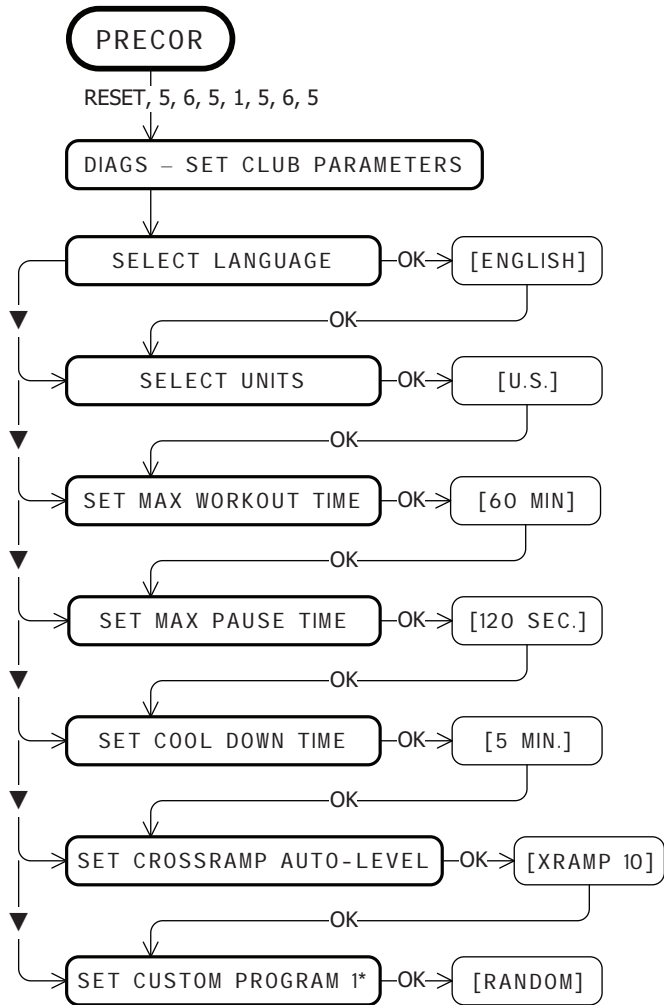 PRECOR
RESET, 5, 6, 5, 1, 5, 6, 5
DIAGS – SET CLUB PARAMETERS
SELECT LANGUAGE OK [ENGLISH]
OK
SELECT UNITS OK [U.S.]
OK
SET MAX WORKOUT TIME OK [60 MIN]
OK
SET MAX PAUSE TIME OK [120 SEC.]
OK
SET COOL DOWN TIME OK [5 MIN.]
OK
SET CROSSRAMP AUTO-LEVEL OK [XRAMP 10]
OK
SET CUSTOM PROGRAM 1* OK [RANDOM]